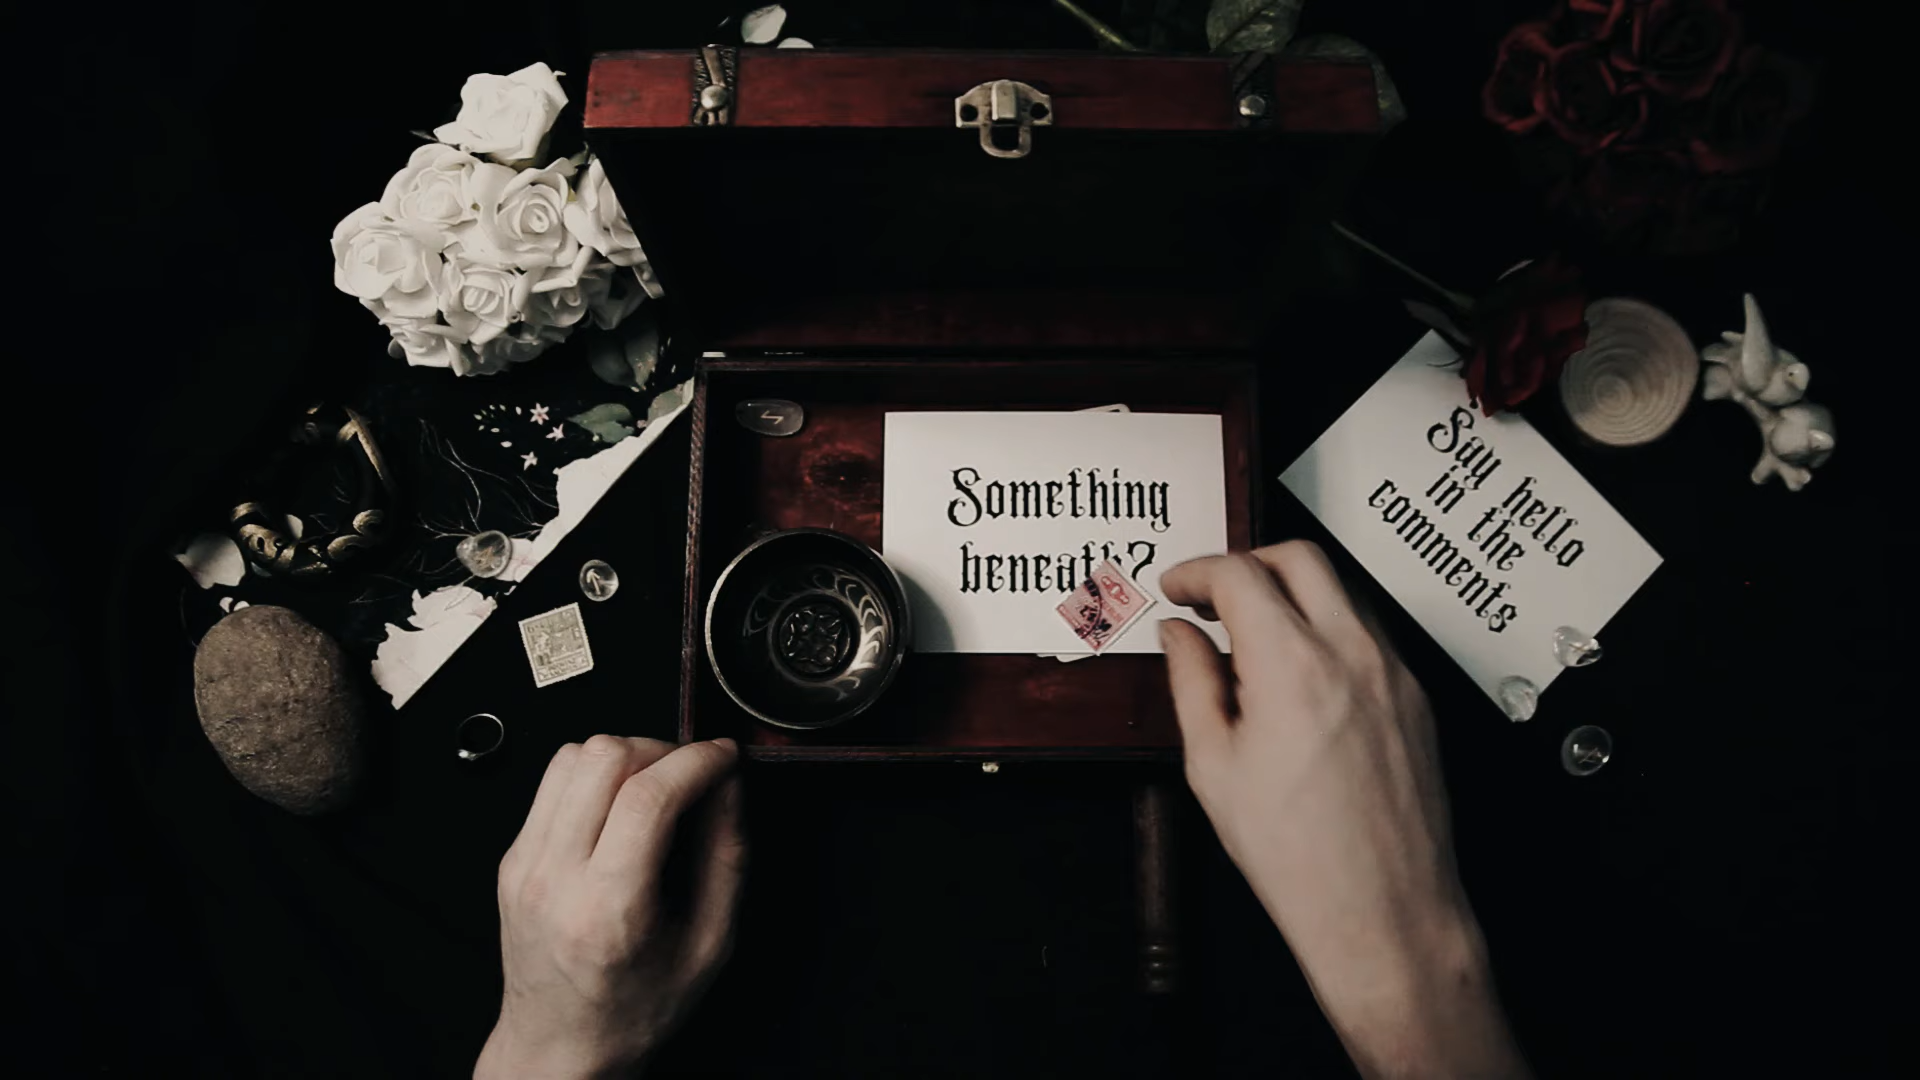 Something
beneath?
Say hello
in the
comments